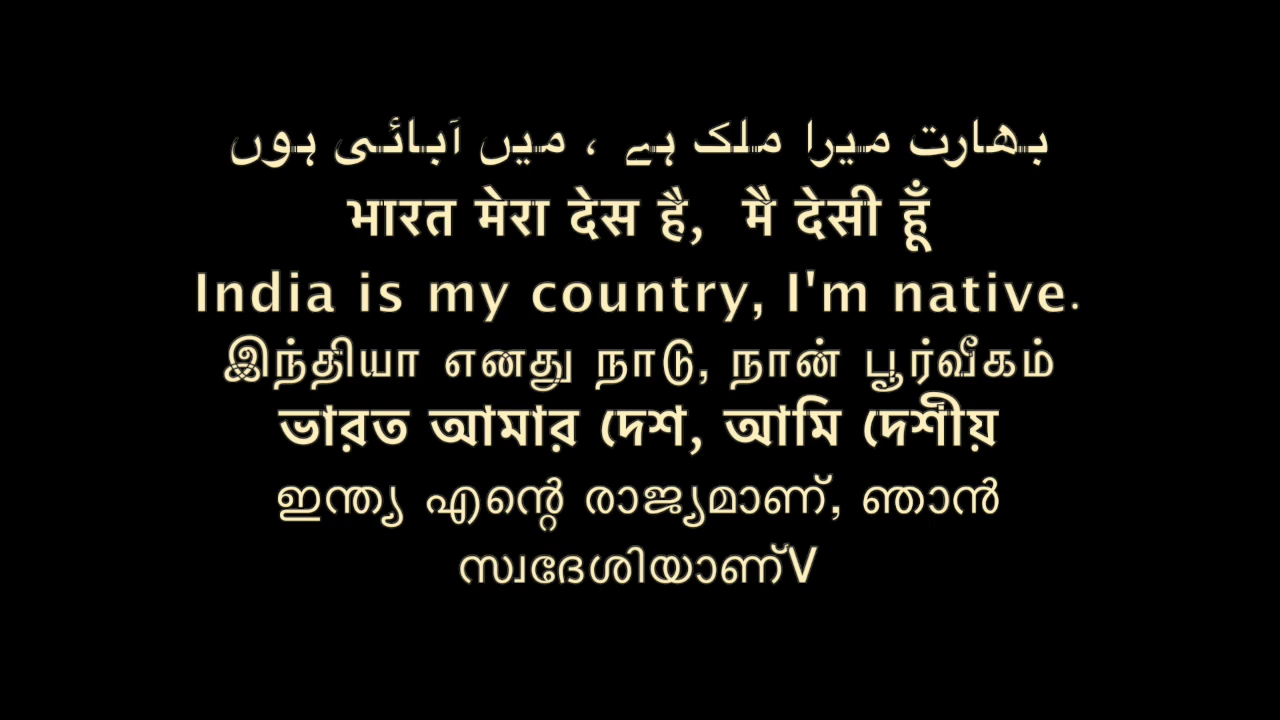 بھارت میرا ملک ہے ، میں آبائی ہوں
भारत मेरा देस है, मै देसी हूँ
India is my country, I'm native.
இந்தியா எனது நாடு, நான் பூர்வீகம்
ভারত আমার দেশ, আমি দেশীয়
ഇന്ത്യ എന്റെ രാജ്യമാണ്, ഞാൻ
സ്വദേശിയാണ്V